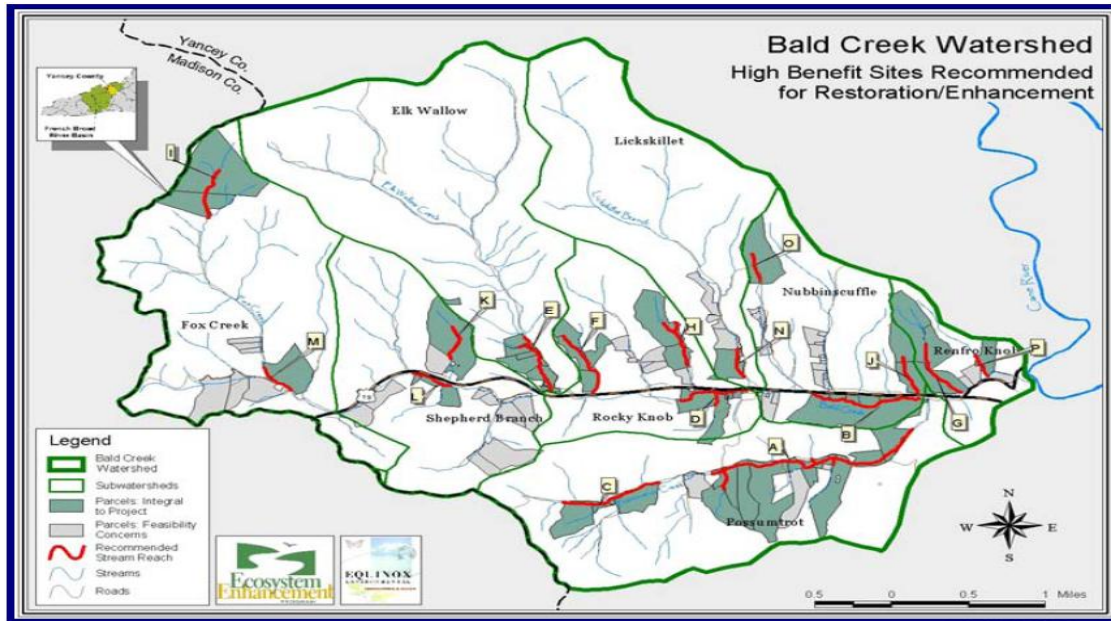 Bald Creek Watershed
High Benefit Sites Recommended
for Restoration/Enhancement
Yancey Co.
Madison Co.
Yancey County
French Broad
River Basin
Elk Wallow
Lickskillet
Cane River
I
O
Nubbinscuffle
K
E
F
H
N
Fox Creek
M
J
Renfro Knol
P
L
Shepherd Branch
Rocky Knob
D
G
A
B
C
Possumtrot
Legend
Bald Creek
Watershed
Subwatersheds
Parcels: Integral
to Project
Parcels: Feasibility
Concerns
Recommended
Stream Reach
Streams
Roads
Ecosystem
Enhancement
PROGRAM
EQUINOX
ENVIRONMENTAL
N
W E
S
0.5 0 0.5 1 Miles